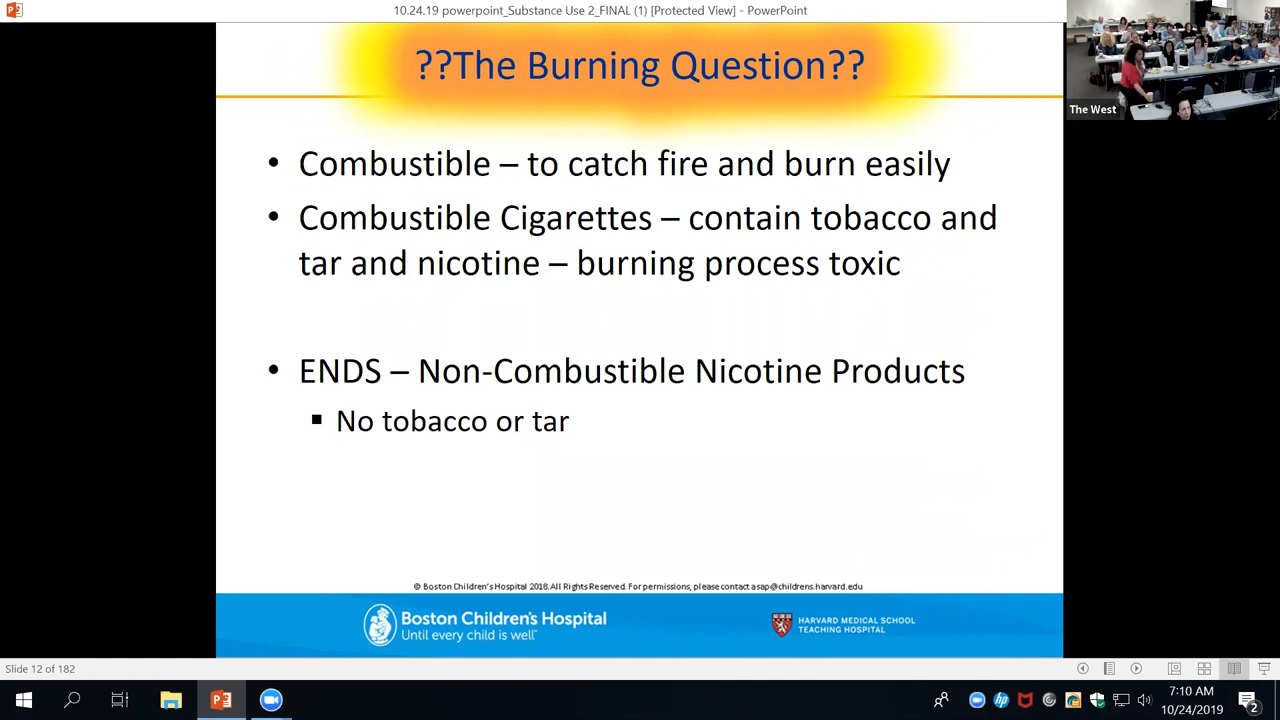 10.24.19 powerpoint_Substance Use 2_FINAL (1) [Protected View] - PowerPoint
The West
??The Burning Question??
• Combustible – to catch fire and burn easily
• Combustible Cigarettes – contain tobacco and
tar and nicotine – burning process toxic
• ENDS – Non-Combustible Nicotine Products
▪ No tobacco or tar
© Boston Children's Hospital 2018. All Rights Reserved. For permissions, please contact asap@childrens.harvard.edu
Boston Children's Hospital
Until every child is well™
HARVARD MEDICAL SCHOOL
TEACHING HOSPITAL
Slide 12 of 182
7:10 AM
10/24/2019
2